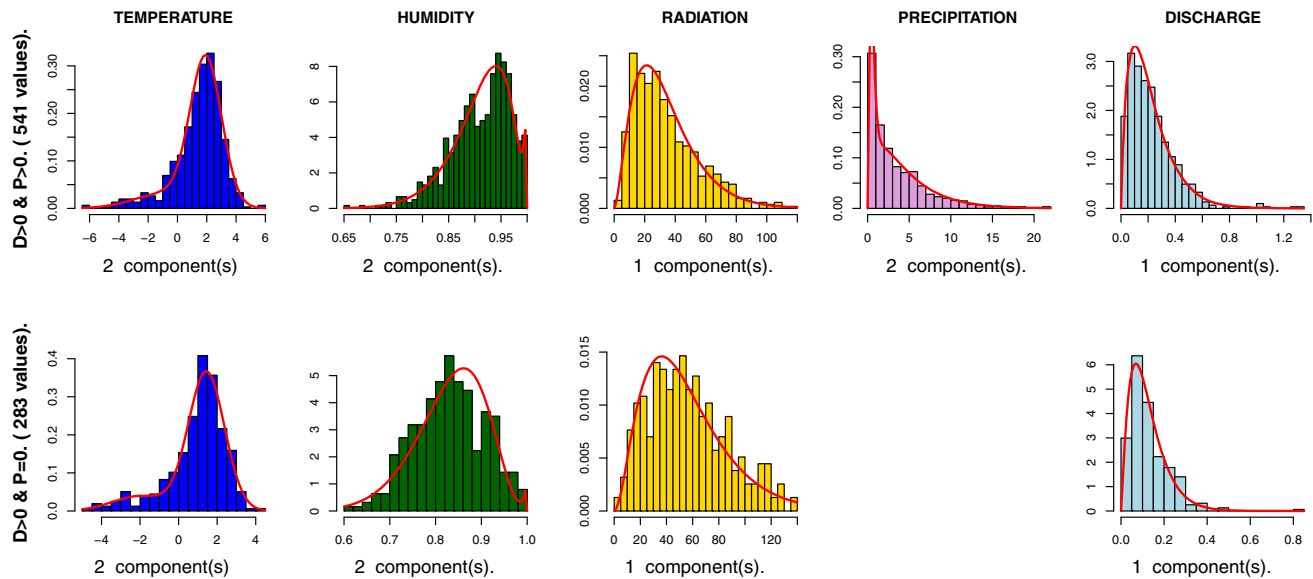 TEMPERATURE HUMIDITY RADIATION PRECIPITATION DISCHARGE
D>0 & P>0. ( 541 values).
0.00 0.10 0.20 0.30
−6 −4 −2 0 2 4 6
2 component(s)
0 2 4 6 8
0.65 0.75 0.85 0.95
2 component(s).
0.000 0.010 0.020
0 20 40 60 80 100
1 component(s).
0.00 0.10 0.20 0.30
0 5 10 15 20
2 component(s).
0.0 1.0 2.0 3.0
0.0 0.4 0.8 1.2
1 component(s).
D>0 & P=0. ( 283 values).
0.0 0.1 0.2 0.3 0.4
−4 −2 0 2 4
2 component(s)
0 1 2 3 4 5
0.6 0.7 0.8 0.9 1.0
2 component(s).
0.000 0.005 0.010 0.015
0 20 40 60 80 120
1 component(s).
0 1 2 3 4 5 6
0.0 0.2 0.4 0.6 0.8
1 component(s).